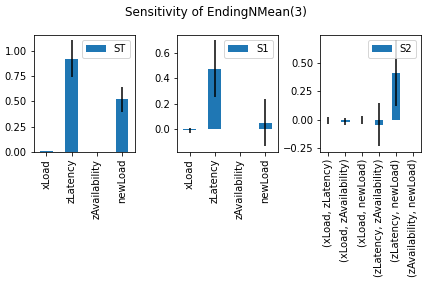 Sensitivity of EndingNMean(3)
ST
1.00
0.75
0.50
0.25
0.00
xLoad
zLatency
zAvailability
newLoad
S1
0.6
0.4
0.2
0.0
xLoad
zLatency
zAvailability
newLoad
S2
0.50
0.25
0.00
−0.25
(xLoad, zLatency)
(xLoad, zAvailability)
(xLoad, newLoad)
(zLatency, zAvailability)
(zLatency, newLoad)
(zAvailability, newLoad)